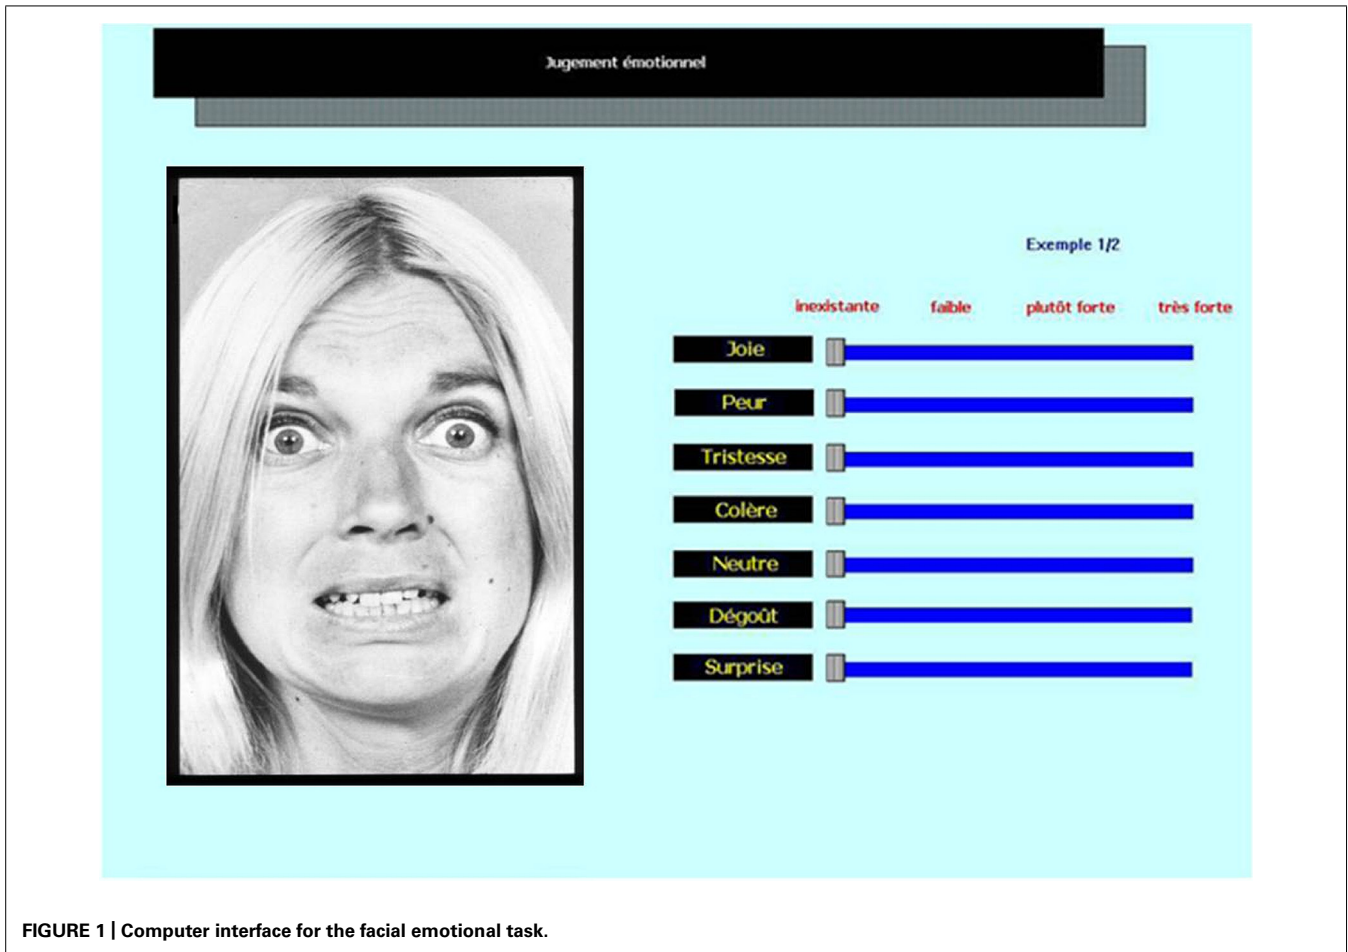 Jugement émotionnel
Exemple 1/2
inexistante faible plutôt forte très forte
Joie
Peur
Tristesse
Colère
Neutre
Dégoût
Surprise
FIGURE 1 | Computer interface for the facial emotional task.